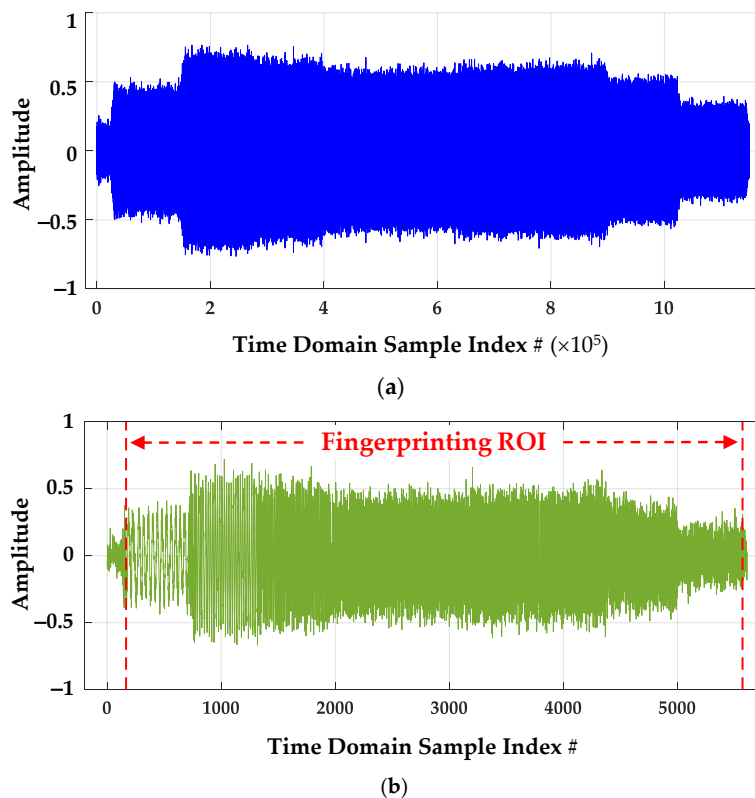 1
0.5
0
−0.5
−1
Amplitude
0 2 4 6 8 10
Time Domain Sample Index # (×10⁵)
(a)
1
0.5
0
−0.5
−1
Amplitude
Fingerprinting ROI
0 1000 2000 3000 4000 5000
Time Domain Sample Index #
(b)